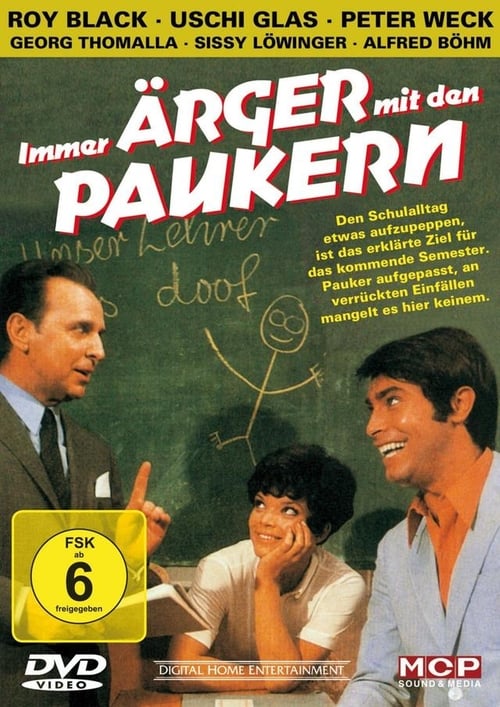 ROY BLACK · USCHI GLAS · PETER WECK
GEORG THOMALLA · SISSY LÖWINGER · ALFRED BÖHM
Immer ÄRGER mit den
PAUKERN
Den Schulalltag
etwas aufzupeppen,
ist das erklärte Ziel für
das kommende Semester.
Pauker aufgepasst, an
verrückten Einfällen
mangelt es hier keinem.
Unser Lehrer
doof
FSK
ab
6
freigegeben
DVD
VIDEO
DIGITAL HOME ENTERTAINMENT
MCP
SOUND & MEDIA